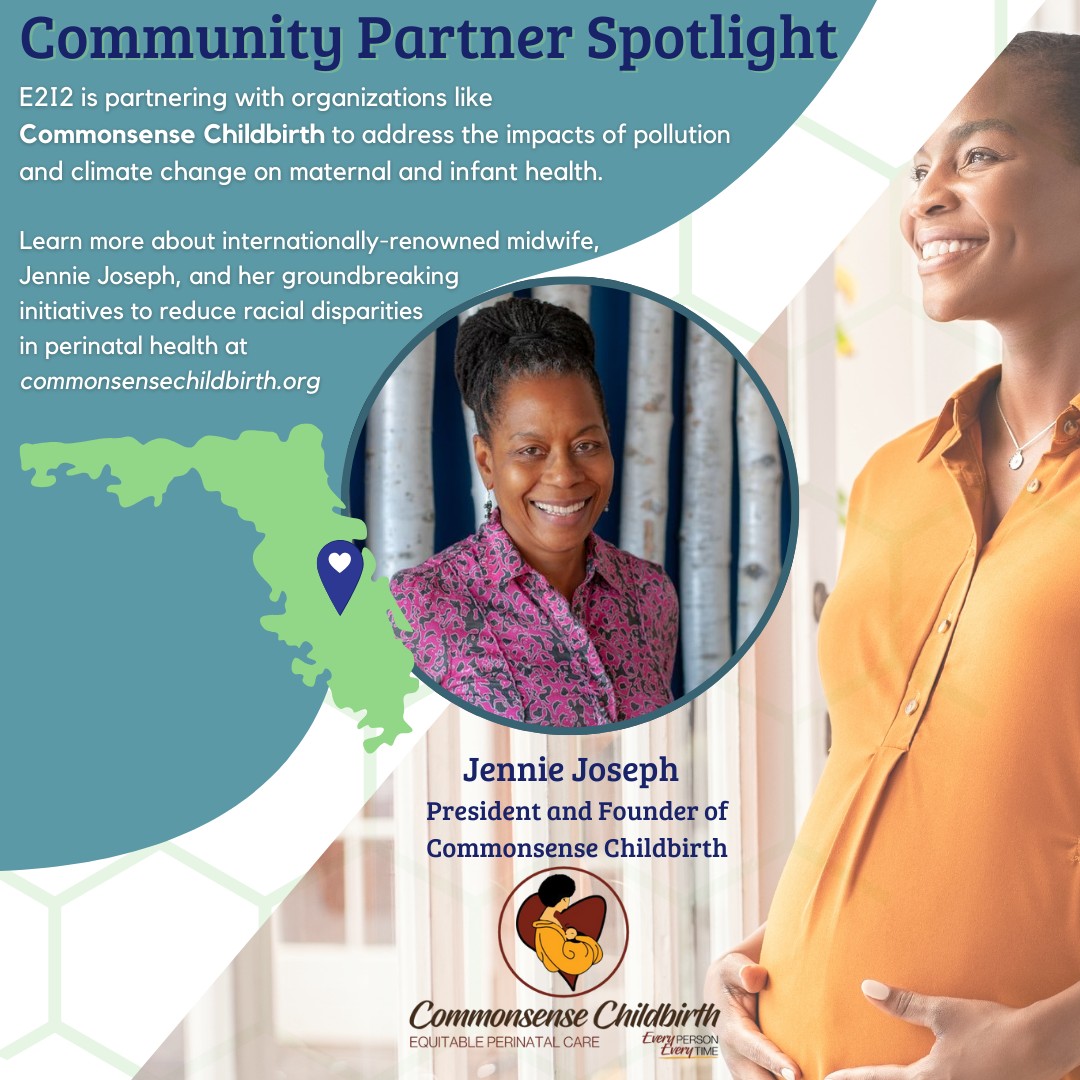 Community Partner Spotlight
E2I2 is partnering with organizations like
Commonsense Childbirth to address the impacts of pollution
and climate change on maternal and infant health.
Learn more about internationally-renowned midwife,
Jennie Joseph, and her groundbreaking
initiatives to reduce racial disparities
in perinatal health at
commonsensechildbirth.org
Jennie Joseph
President and Founder of
Commonsense Childbirth
Commonsense Childbirth
EQUITABLE PERINATAL CARE
Every PERSON
Every TIME